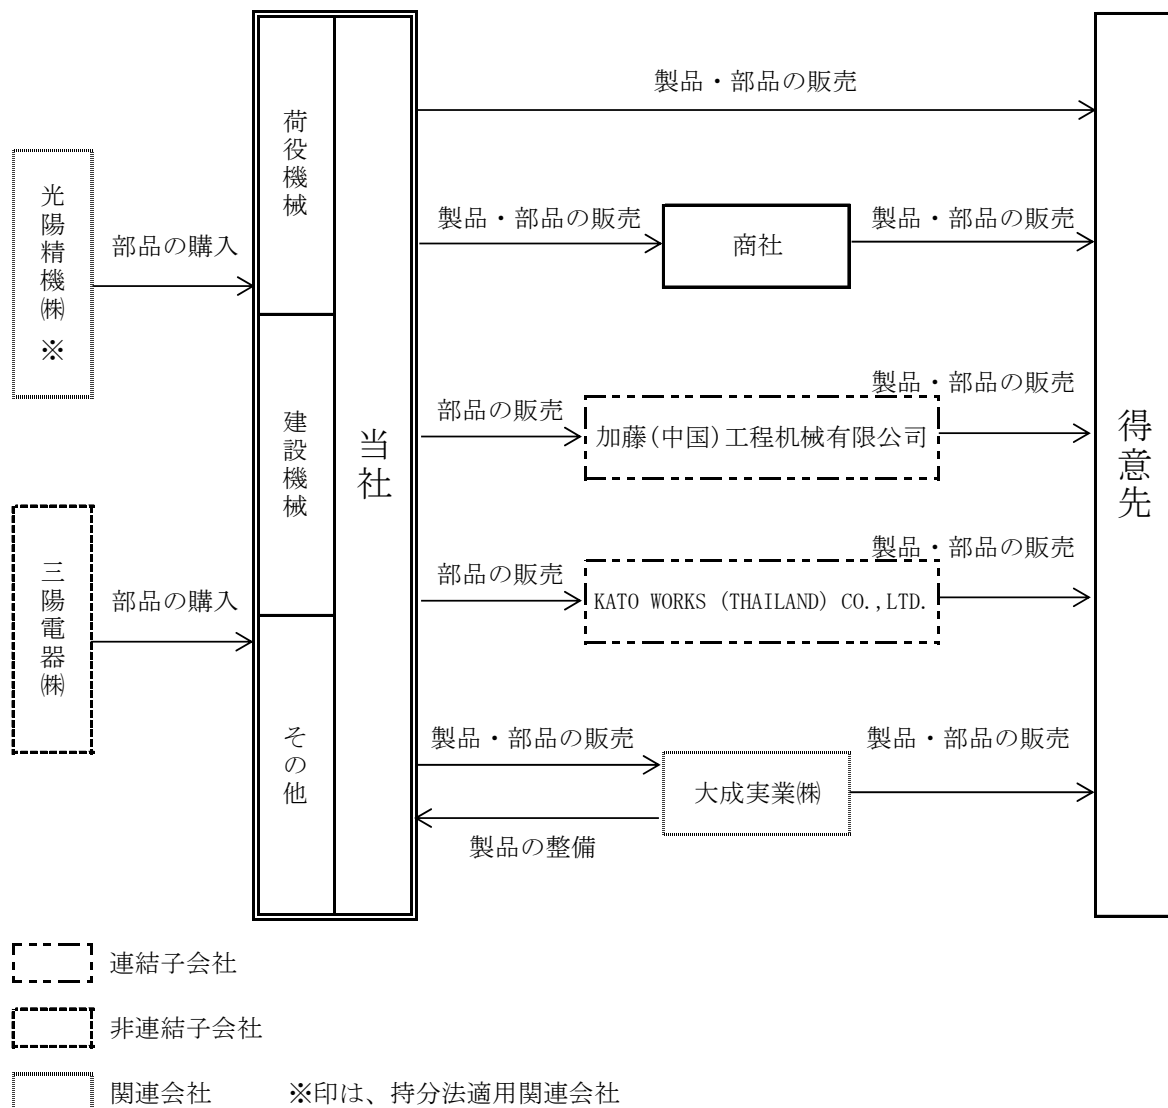 製品・部品の販売
荷役機械
光陽精機㈱ ※
部品の購入
製品・部品の販売
商社
製品・部品の販売
建設機械
当社
部品の販売
加藤(中国)工程机械有限公司
製品・部品の販売
得意先
三陽電器㈱
部品の購入
部品の販売
KATO WORKS (THAILAND) CO.,LTD.
製品・部品の販売
その他
製品・部品の販売
大成実業㈱
製品・部品の販売
製品の整備
連結子会社
非連結子会社
関連会社 ※印は、持分法適用関連会社